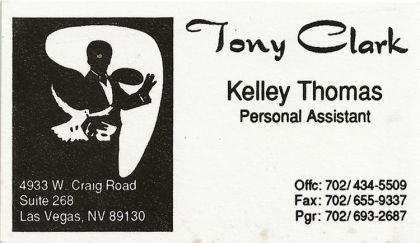 Tony Clark
Kelley Thomas
Personal Assistant
4933 W. Craig Road
Suite 268
Las Vegas, NV 89130
Offc: 702/ 434-5509
Fax: 702/ 655-9337
Pgr: 702/ 693-2687